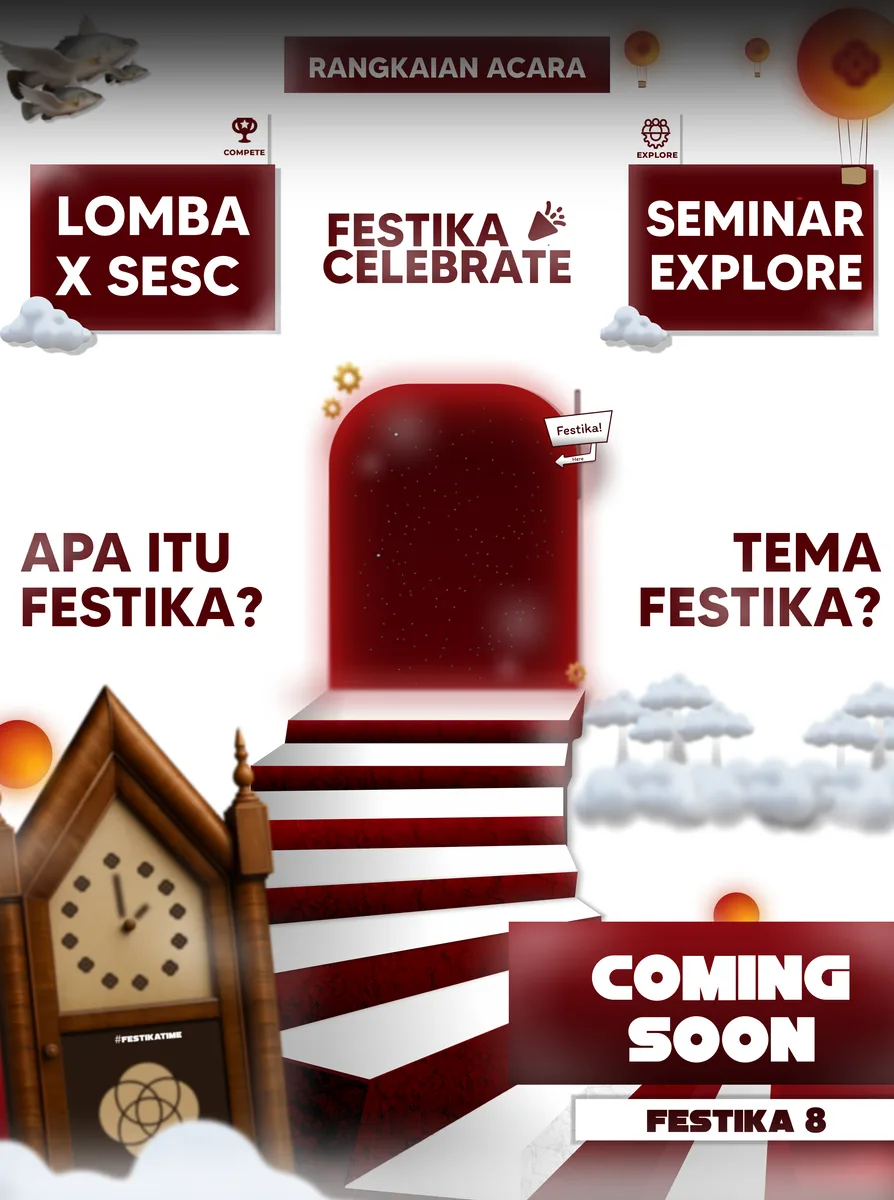 RANGKAIAN ACARA
COMPETE
LOMBA
X SESC
FESTIKA
CELEBRATE
EXPLORE
SEMINAR
EXPLORE
Festika!
Here
APA ITU
FESTIKA?
TEMA
FESTIKA?
#FESTIKATIME
COMING
SOON
FESTIKA 8